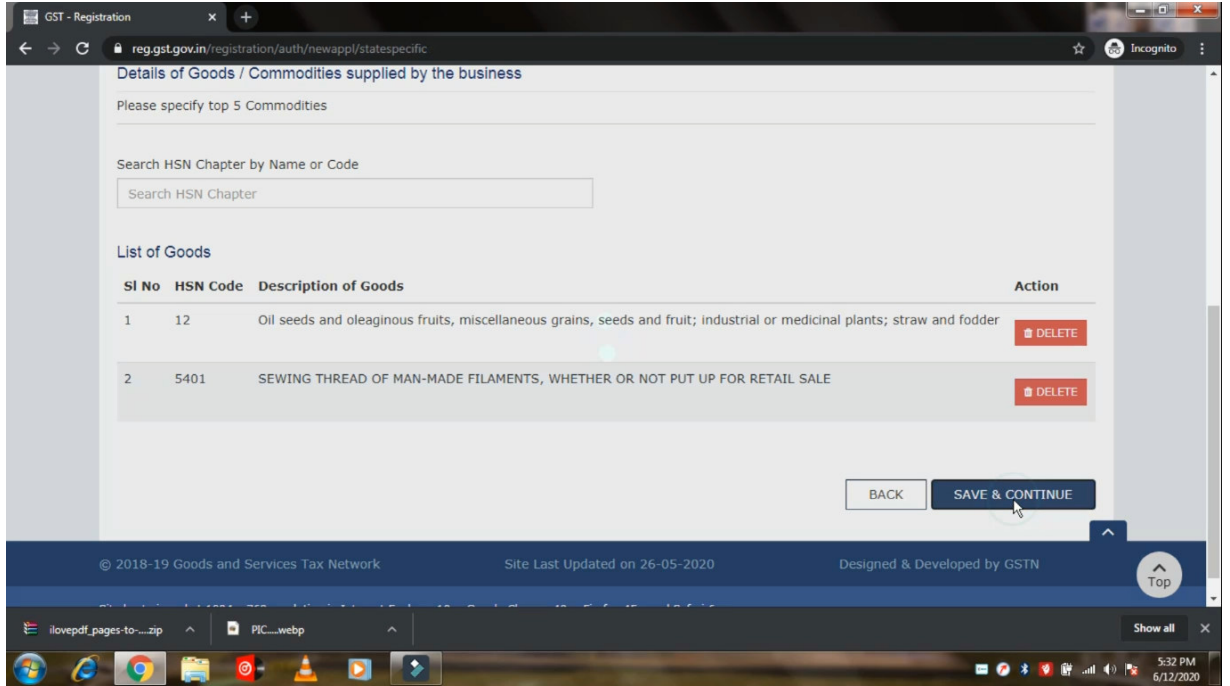 GST - Registration
reg.gst.gov.in/registration/auth/newappl/statespecific
Incognito
Details of Goods / Commodities supplied by the business
Please specify top 5 Commodities
Search HSN Chapter by Name or Code
Search HSN Chapter
List of Goods
Sl No HSN Code Description of Goods Action
1 12 Oil seeds and oleaginous fruits, miscellaneous grains, seeds and fruit; industrial or medicinal plants; straw and fodder DELETE
2 5401 SEWING THREAD OF MAN-MADE FILAMENTS, WHETHER OR NOT PUT UP FOR RETAIL SALE DELETE
BACK SAVE & CONTINUE
© 2018-19 Goods and Services Tax Network Site Last Updated on 26-05-2020 Designed & Developed by GSTN
Top
ilovepdf_pages-to-....zip PIC....webp Show all
5:32 PM
6/12/2020